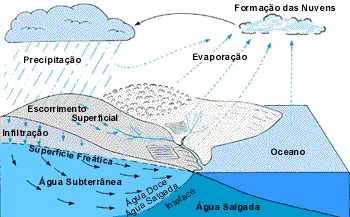 Formação das Nuvens
Precipitação
Evaporação
Escorrimento
Superficial
Infiltração
Superfície Freática
Oceano
Água Subterrânea
Água Doce
Água Salgada
Inteface
Água Salgada